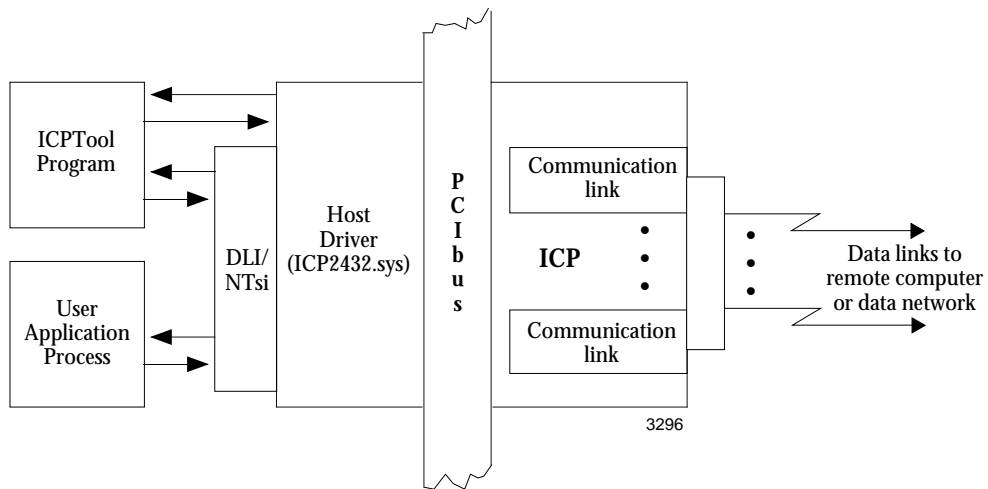 ICPTool
Program
User
Application
Process
DLI/
NTsi
Host
Driver
(ICP2432.sys)
P
C
I
b
u
s
Communication
link
ICP
Communication
link
Data links to
remote computer
or data network
3296